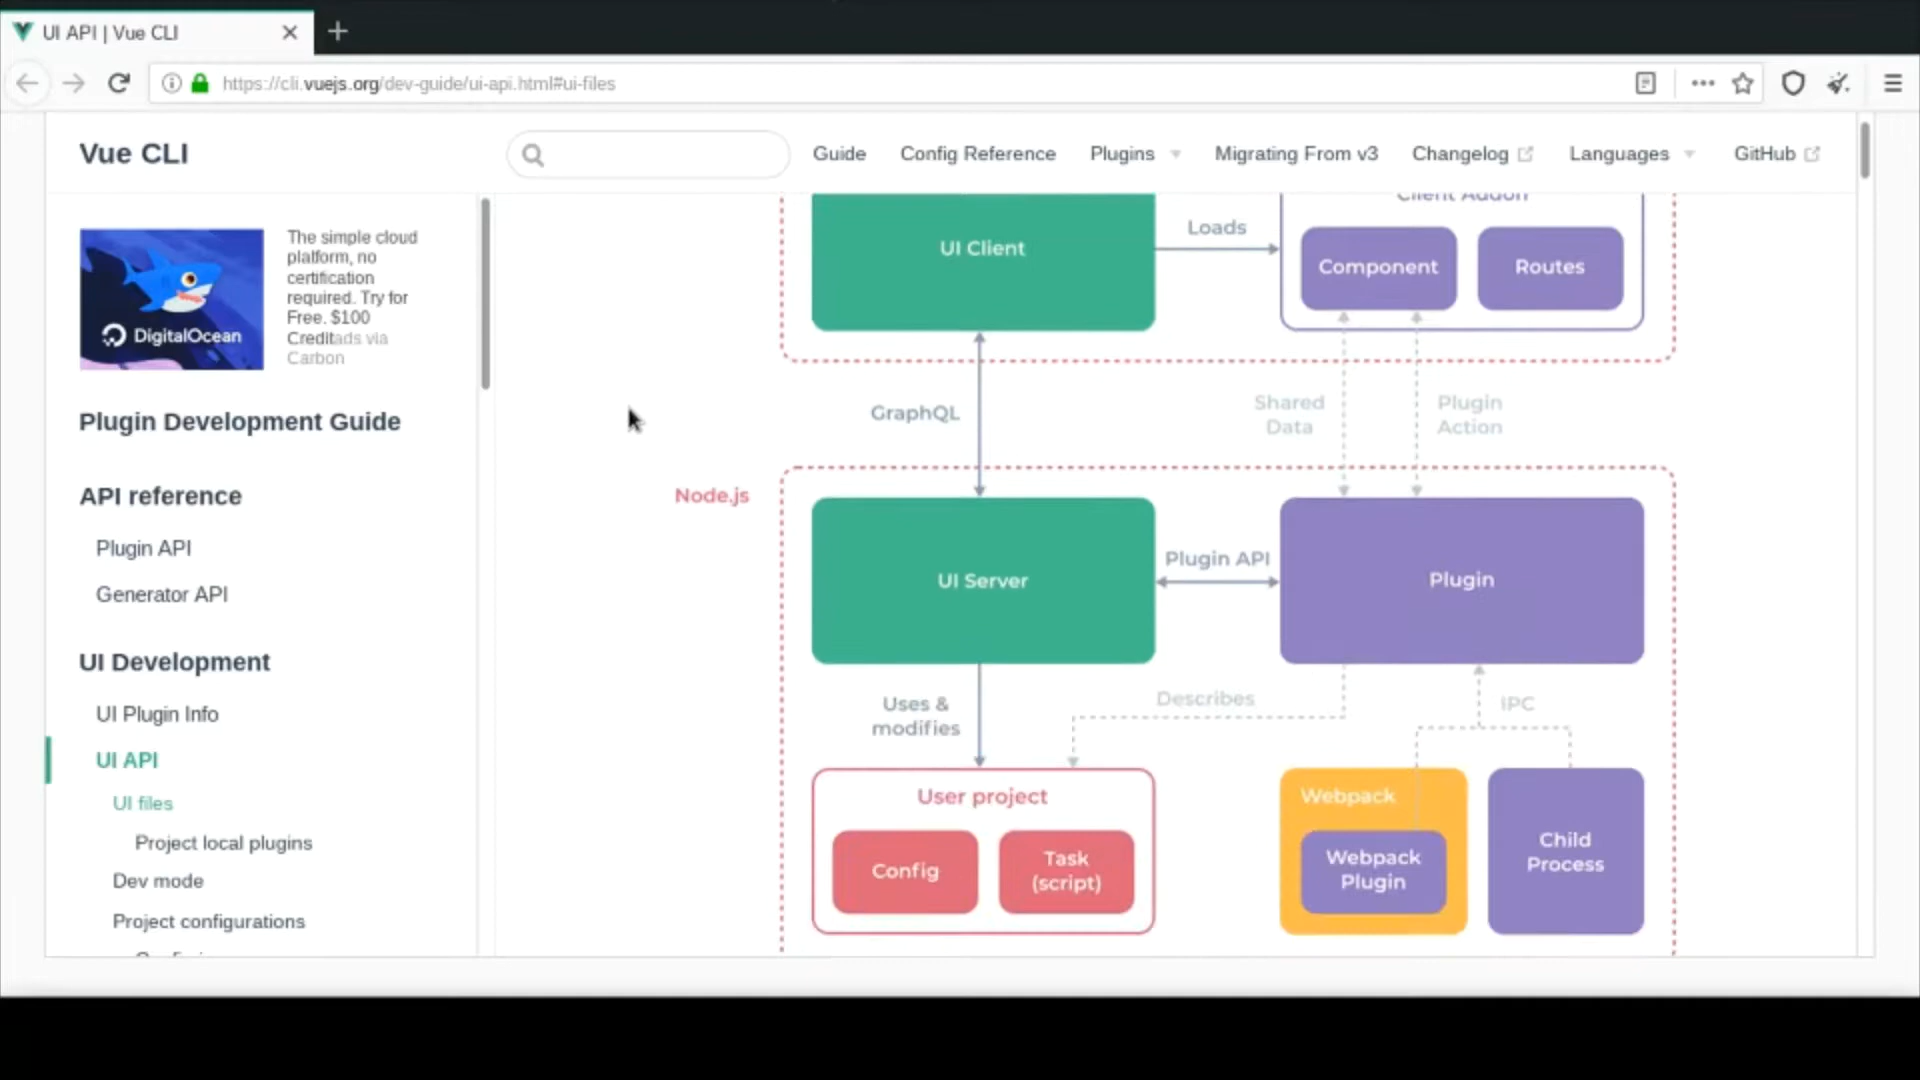 UI API | Vue CLI
https://cli.vuejs.org/dev-guide/ui-api.html#ui-files
Vue CLI
Guide
Config Reference
Plugins
Migrating From v3
Changelog
Languages
GitHub
DigitalOcean
The simple cloud
platform, no
certification
required. Try for
Free. $100
Creditads via
Carbon
Plugin Development Guide
API reference
Plugin API
Generator API
UI Development
UI Plugin Info
UI API
UI files
Project local plugins
Dev mode
Project configurations
Client Addon
UI Client
Loads
Component
Routes
GraphQL
Shared
Data
Plugin
Action
Node.js
UI Server
Plugin API
Plugin
Uses &
modifies
Describes
IPC
User project
Config
Task
(script)
Webpack
Webpack
Plugin
Child
Process